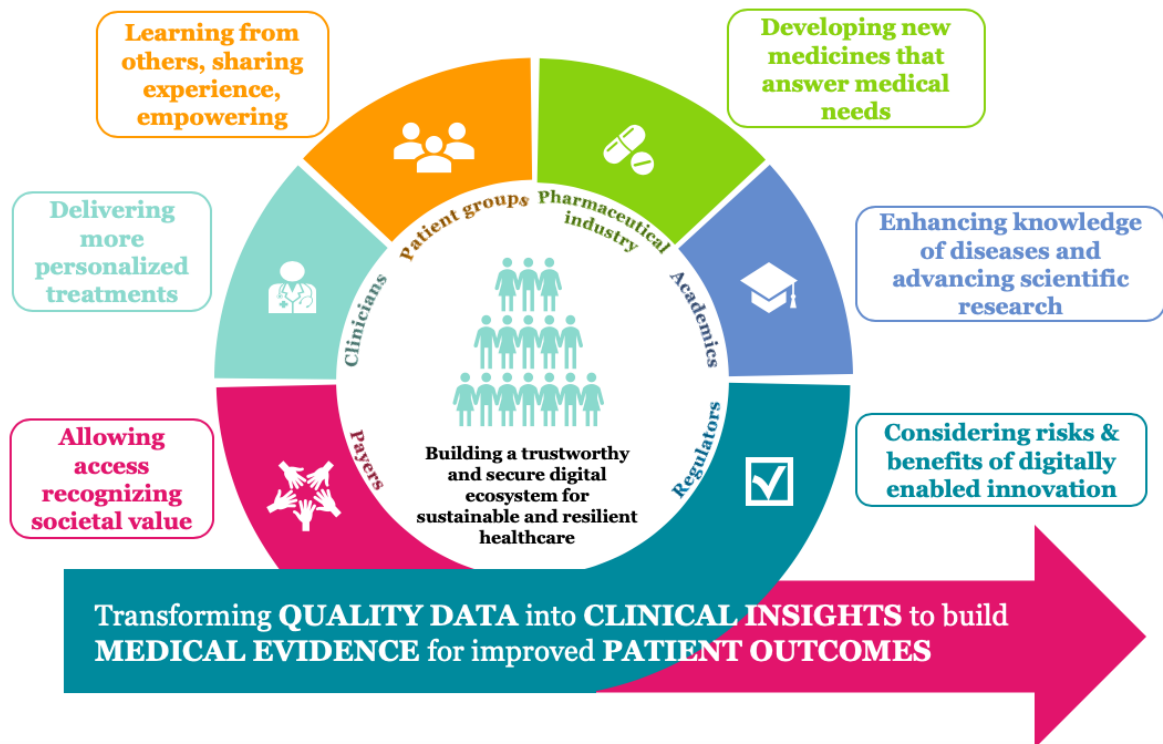 Learning from
others, sharing
experience,
empowering
Developing new
medicines that
answer medical
needs
Delivering
more
personalized
treatments
Enhancing knowledge
of diseases and
advancing scientific
research
Allowing
access
recognizing
societal value
Considering risks &
benefits of digitally
enabled innovation
Payers
Clinicians
Patient groups
Pharmaceutical
industry
Academics
Regulators
Building a trustworthy
and secure digital
ecosystem for
sustainable and resilient
healthcare
Transforming QUALITY DATA into CLINICAL INSIGHTS to build
MEDICAL EVIDENCE for improved PATIENT OUTCOMES